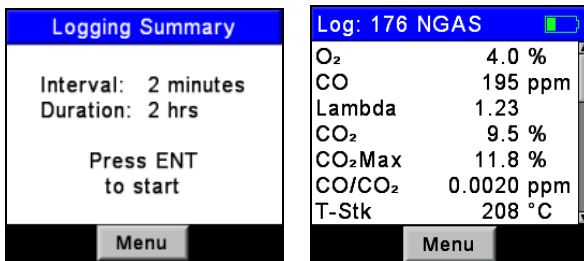 Logging Summary
Interval: 2 minutes
Duration: 2 hrs
Press ENT
to start
Menu
Log: 176 NGAS
O₂ 4.0 %
CO 195 ppm
Lambda 1.23
CO₂ 9.5 %
CO₂Max 11.8 %
CO/CO₂ 0.0020 ppm
T-Stk 208 °C
Menu